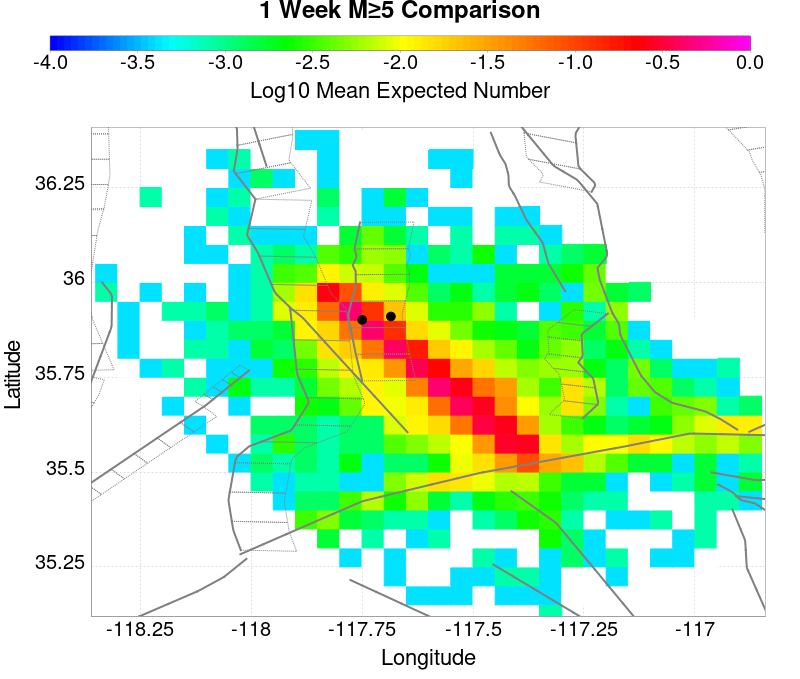 1 Week M≥5 Comparison
-4.0 -3.5 -3.0 -2.5 -2.0 -1.5 -1.0 -0.5 0.0
Log10 Mean Expected Number
36.25
36
35.75
35.5
35.25
Latitude
-118.25 -118 -117.75 -117.5 -117.25 -117
Longitude